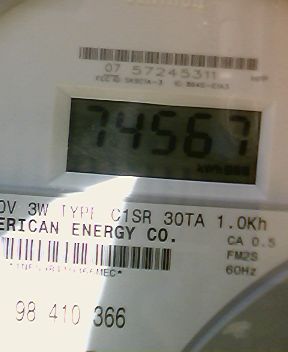 07 57245311
74567
0V 3W TYPE C1SR 30TA 1.0Kh
ERICAN ENERGY CO.
CA 0.5
FM2S
60Hz
98 410 366